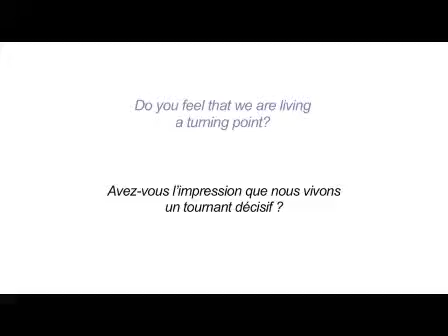 Do you feel that we are living
a turning point?
Avez-vous l'impression que nous vivons
un tournant décisif ?